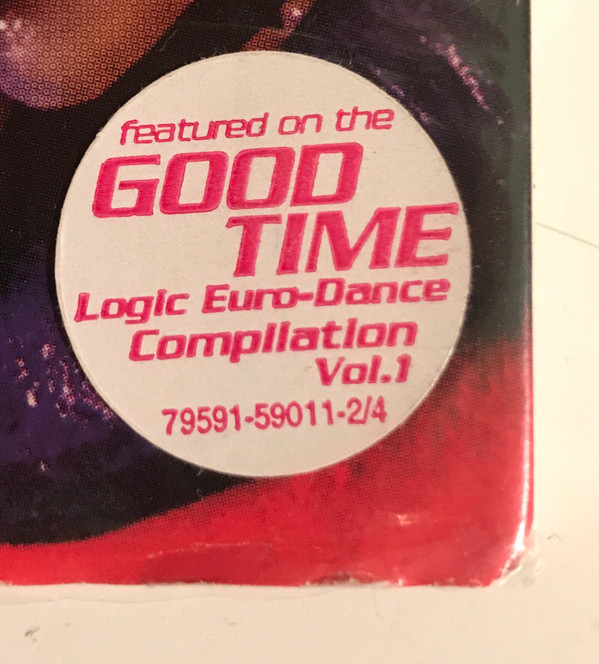 featured on the
GOOD
TIME
Logic Euro-Dance
Compilation
Vol.1
79591-59011-2/4